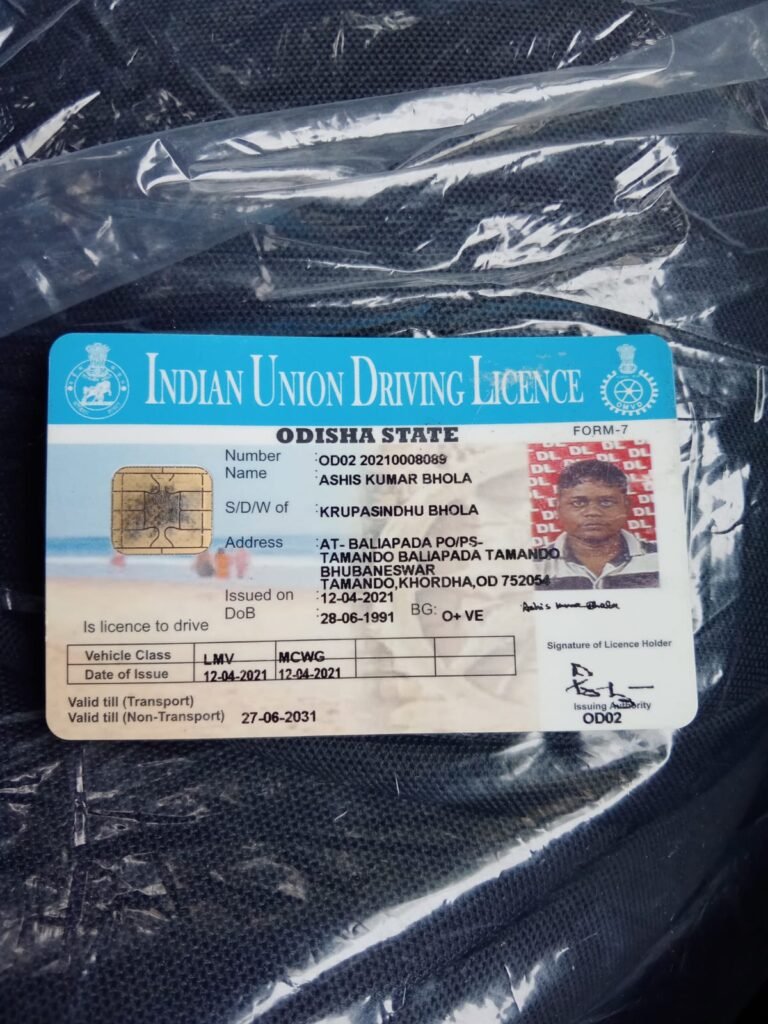 INDIAN UNION DRIVING LICENCE
ODISHA STATE
FORM-7
Number :OD02 20210008089
Name :ASHIS KUMAR BHOLA
S/D/W of :KRUPASINDHU BHOLA
Address :AT- BALIAPADA PO/PS-
TAMANDO BALIAPADA TAMANDO
BHUBANESWAR
TAMANDO,KHORDHA,OD 752054
Issued on :12-04-2021
DoB :28-06-1991 BG: O+ VE
Ashis Kumar Bhola
Is licence to drive
Signature of Licence Holder
Vehicle Class LMV MCWG
Date of Issue 12-04-2021 12-04-2021
Valid till (Transport)
Valid till (Non-Transport) 27-06-2031
Issuing Authority
OD02